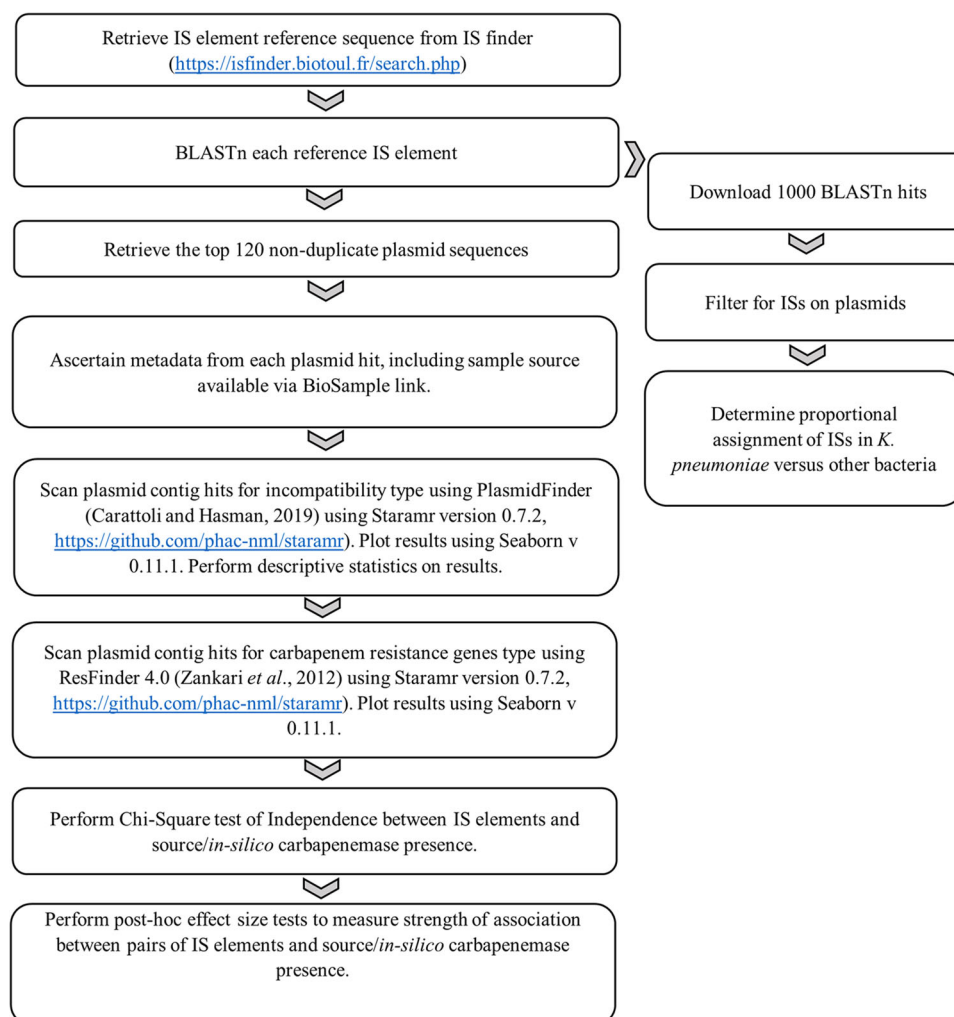 Retrieve IS element reference sequence from IS finder
(https://isfinder.biotoul.fr/search.php)
BLASTn each reference IS element
Retrieve the top 120 non-duplicate plasmid sequences
Ascertain metadata from each plasmid hit, including sample source
available via BioSample link.
Scan plasmid contig hits for incompatibility type using PlasmidFinder
(Carattoli and Hasman, 2019) using Staramr version 0.7.2,
https://github.com/phac-nml/staramr). Plot results using Seaborn v
0.11.1. Perform descriptive statistics on results.
Scan plasmid contig hits for carbapenem resistance genes type using
ResFinder 4.0 (Zankari et al., 2012) using Staramr version 0.7.2,
https://github.com/phac-nml/staramr). Plot results using Seaborn v
0.11.1.
Perform Chi-Square test of Independence between IS elements and
source/in-silico carbapenemase presence.
Perform post-hoc effect size tests to measure strength of association
between pairs of IS elements and source/in-silico carbapenemase
presence.
Download 1000 BLASTn hits
Filter for ISs on plasmids
Determine proportional
assignment of ISs in K.
pneumoniae versus other bacteria